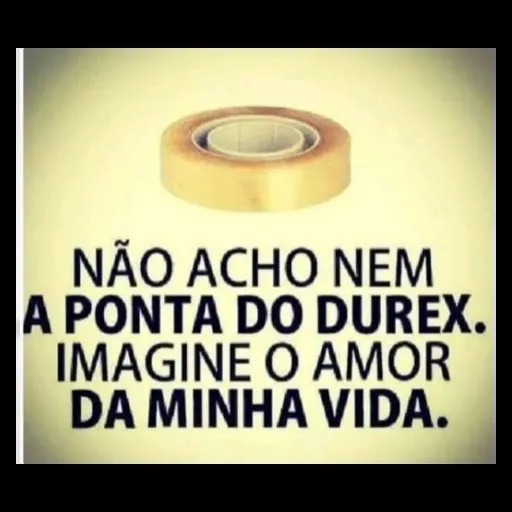 NÃO ACHO NEM
A PONTA DO DUREX.
IMAGINE O AMOR
DA MINHA VIDA.